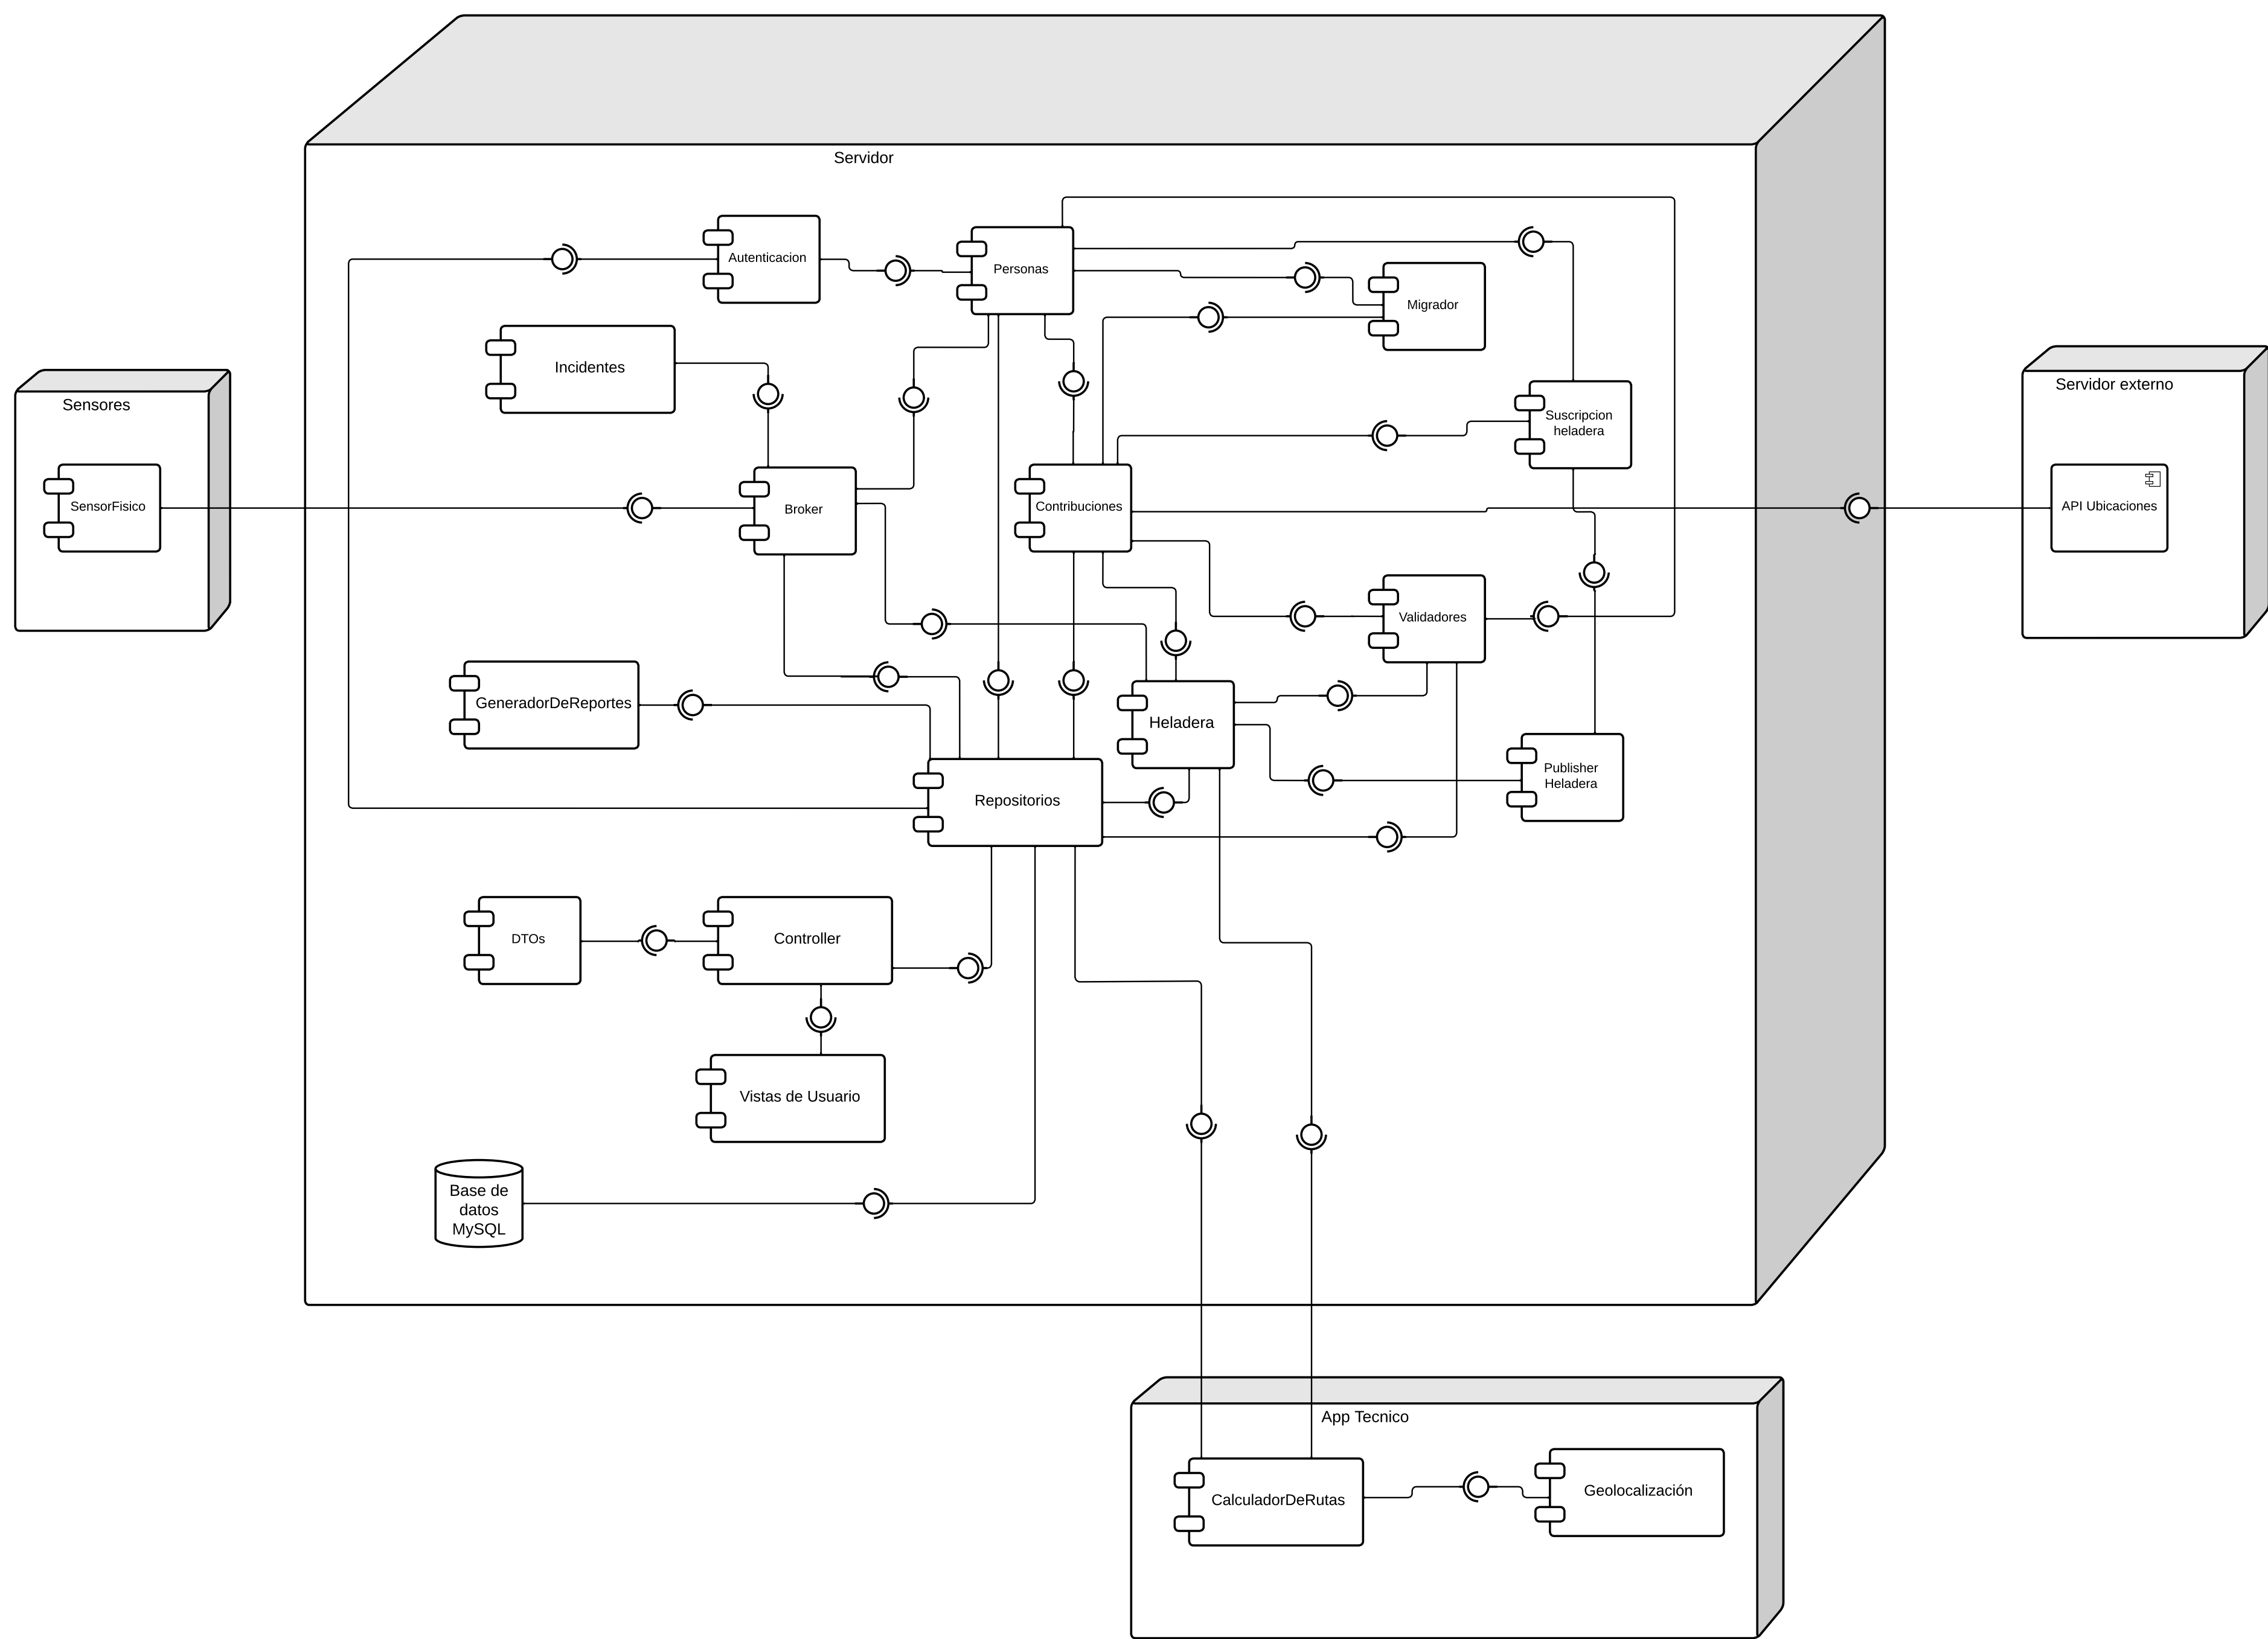 Servidor
Autenticacion
Personas
Migrador
Incidentes
Servidor externo
Sensores
Suscripcion
heladera
SensorFisico
Broker
Contribuciones
API Ubicaciones
Validadores
GeneradorDeReportes
Heladera
Publisher
Heladera
Repositorios
DTOs
Controller
Vistas de Usuario
Base de
datos
MySQL
App Tecnico
CalculadorDeRutas
Geolocalización